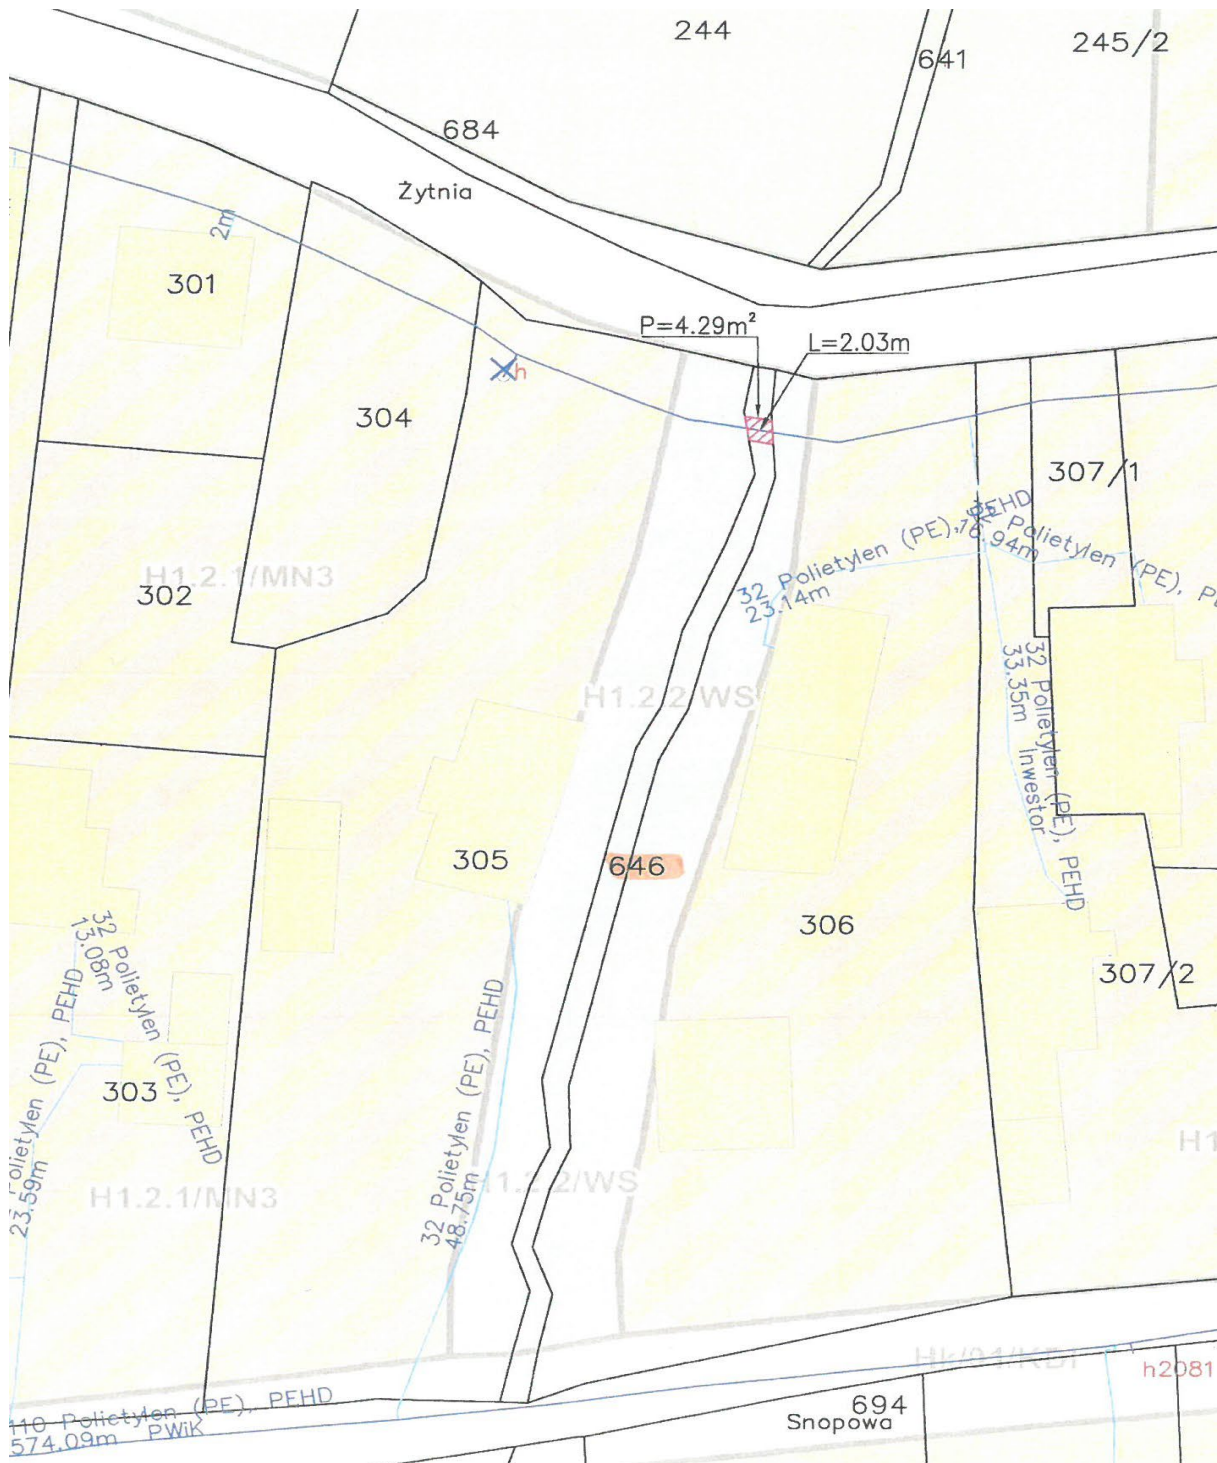 244
641
245/2
684
Żytnia
2m
301
P=4.29m²
L=2.03m
h
304
307/1
32 Polietylen (PE), PEHD
23.14m
76.94m
Polietylen (PE), P
H1.2.1/MN3
302
32 Polietylen (PE), PEHD
33.35m Inwestor
H1.2.2/WS
305
646
306
307/2
32 Polietylen (PE), PEHD
13.08m
Polietylen (PE), PEHD
23.59m
303
32 Polietylen (PE), PEHD
48.75m
H1
H1.2.1/MN3
1.2.2/WS
h2081
110 Polietylen (PE), PEHD
574.09m PWiK
694
Snopowa